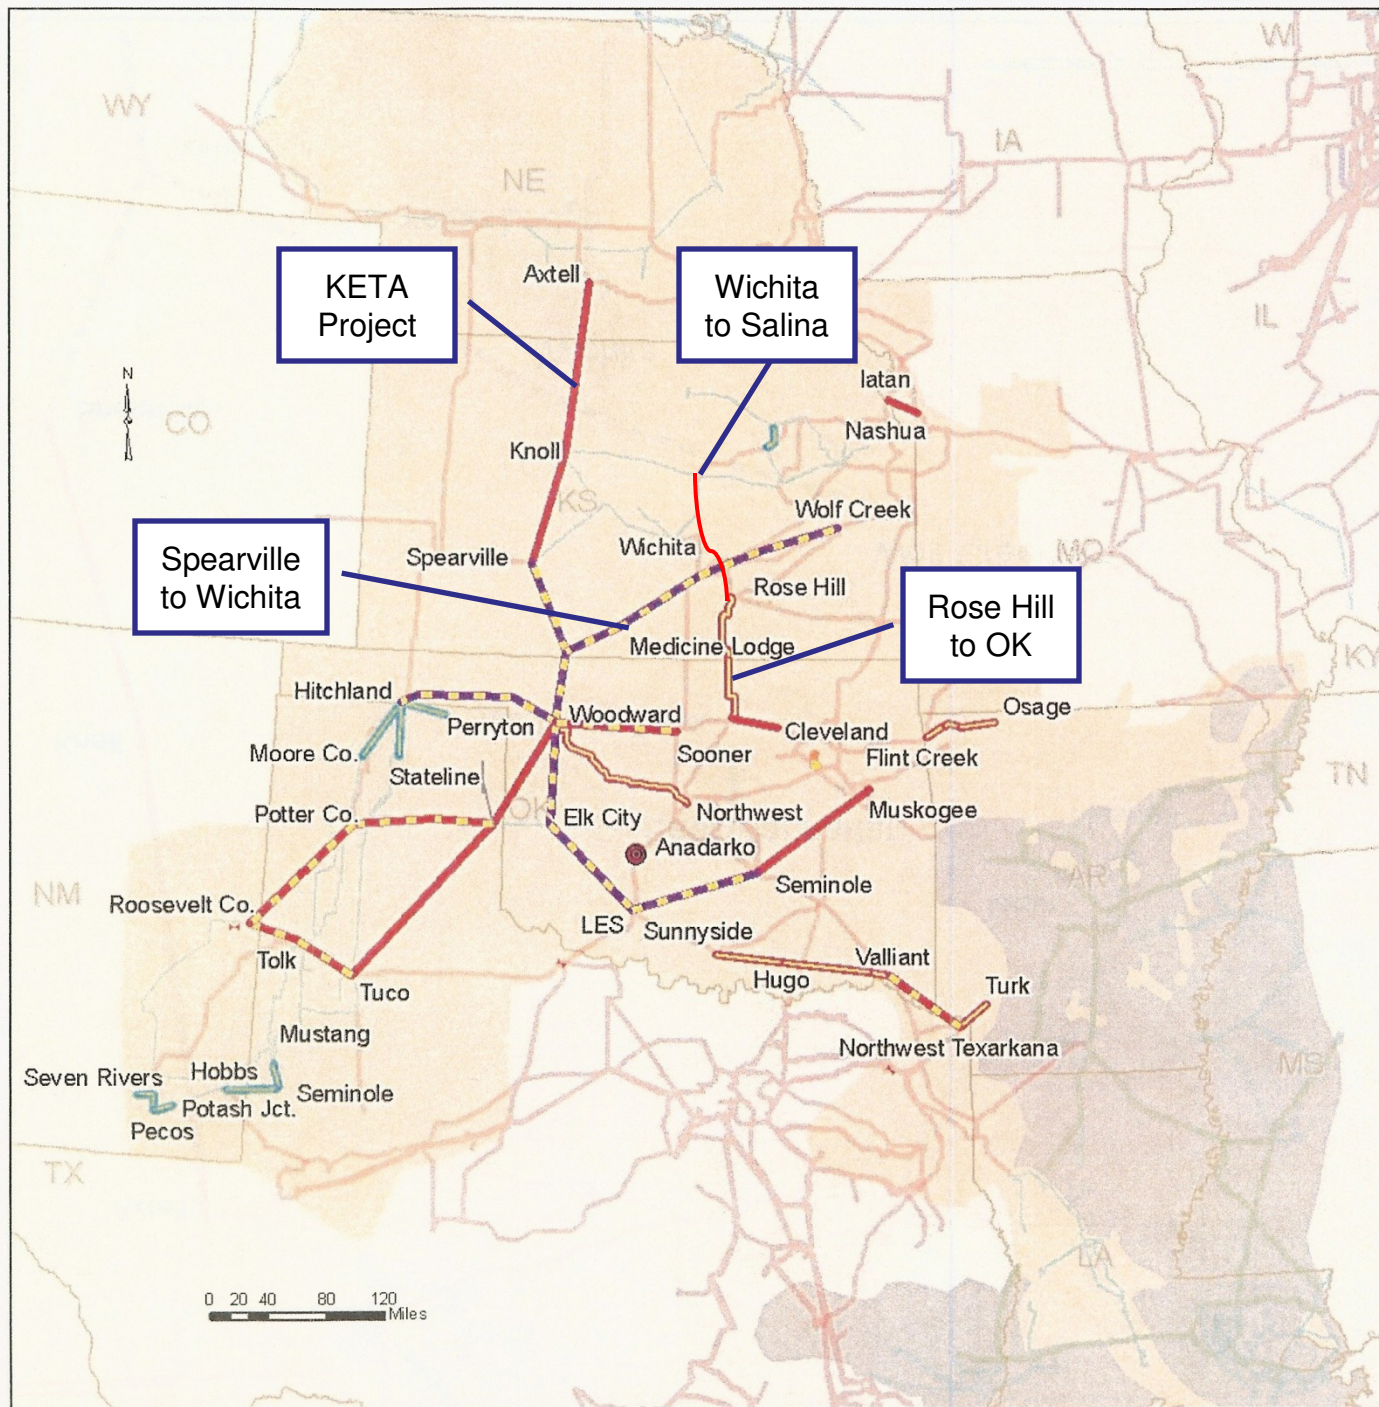 SD
WI
WY
IA
NE
KETA
Project
Axtell
Wichita
to Salina
IL
N
Iatan
CO
Nashua
Knoll
KS
Wolf Creek
Wichita
MO
Spearville
to Wichita
Spearville
Rose Hill
Rose Hill
to OK
Medicine Lodge
KY
Hitchland
Perryton
Woodward
Osage
Moore Co.
Sooner
Cleveland
Flint Creek
Stateline
TN
Potter Co.
OK
Elk City
Northwest
Muskogee
Anadarko
AR
NM
Seminole
Roosevelt Co.
LES
Sunnyside
Tolk
Valliant
Tuco
Hugo
Turk
Mustang
Northwest Texarkana
MS
Seven Rivers
Hobbs
Seminole
Potash Jct.
Pecos
TX
LA
0 20 40 80 120
Miles